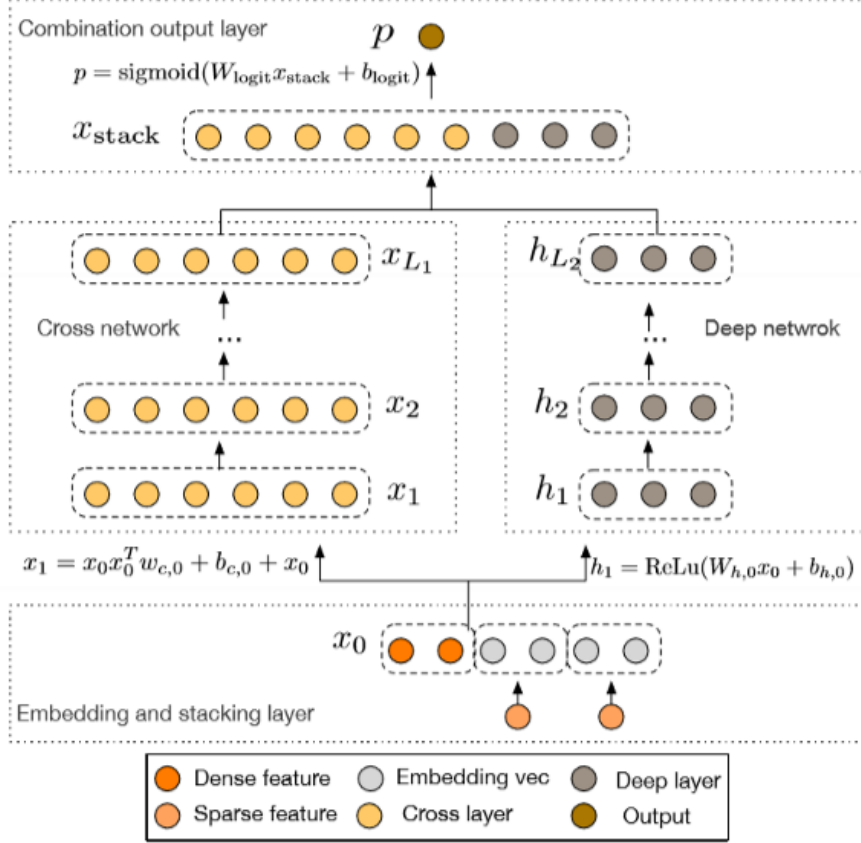 Combination output layer
p
p = sigmoid(W_logit x_stack + b_logit)
x_stack
x_{L_1}
h_{L_2}
Cross network
...
...
Deep netwrok
x_2
h_2
x_1
h_1
x_1 = x_0 x_0^T w_{c,0} + b_{c,0} + x_0
h_1 = ReLu(W_{h,0} x_0 + b_{h,0})
x_0
Embedding and stacking layer
Dense feature
Embedding vec
Deep layer
Sparse feature
Cross layer
Output